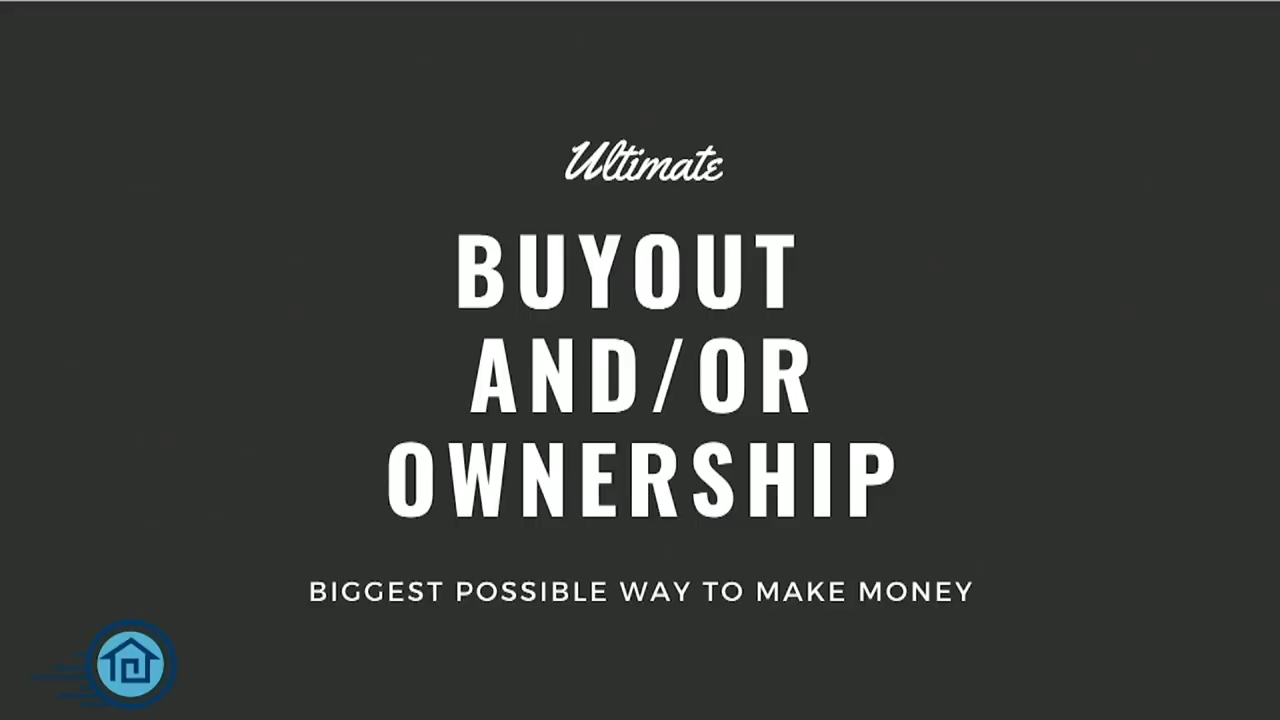 Ultimate
BUYOUT
AND/OR
OWNERSHIP
BIGGEST POSSIBLE WAY TO MAKE MONEY